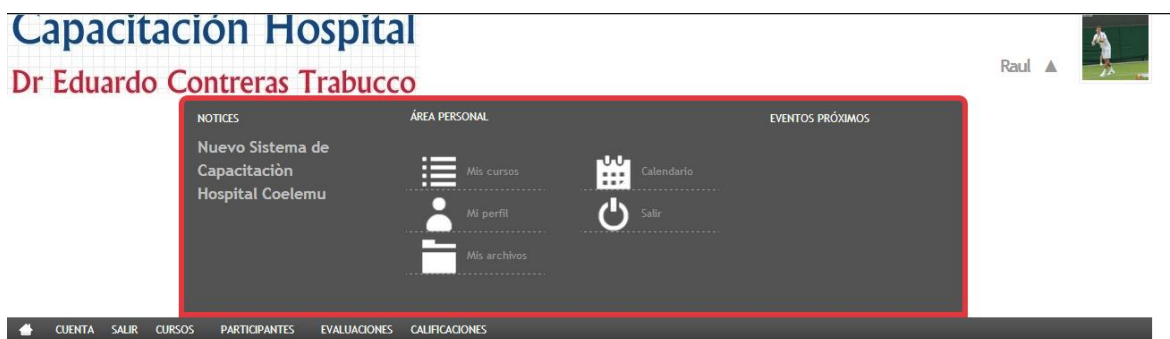 Capacitación Hospital
Dr Eduardo Contreras Trabucco
Raul ▲
NOTICES
Nuevo Sistema de
Capacitaciòn
Hospital Coelemu
ÁREA PERSONAL
Mis cursos
Calendario
Mi perfil
Salir
Mis archivos
EVENTOS PRÓXIMOS
CUENTA SALIR CURSOS PARTICIPANTES EVALUACIONES CALIFICACIONES